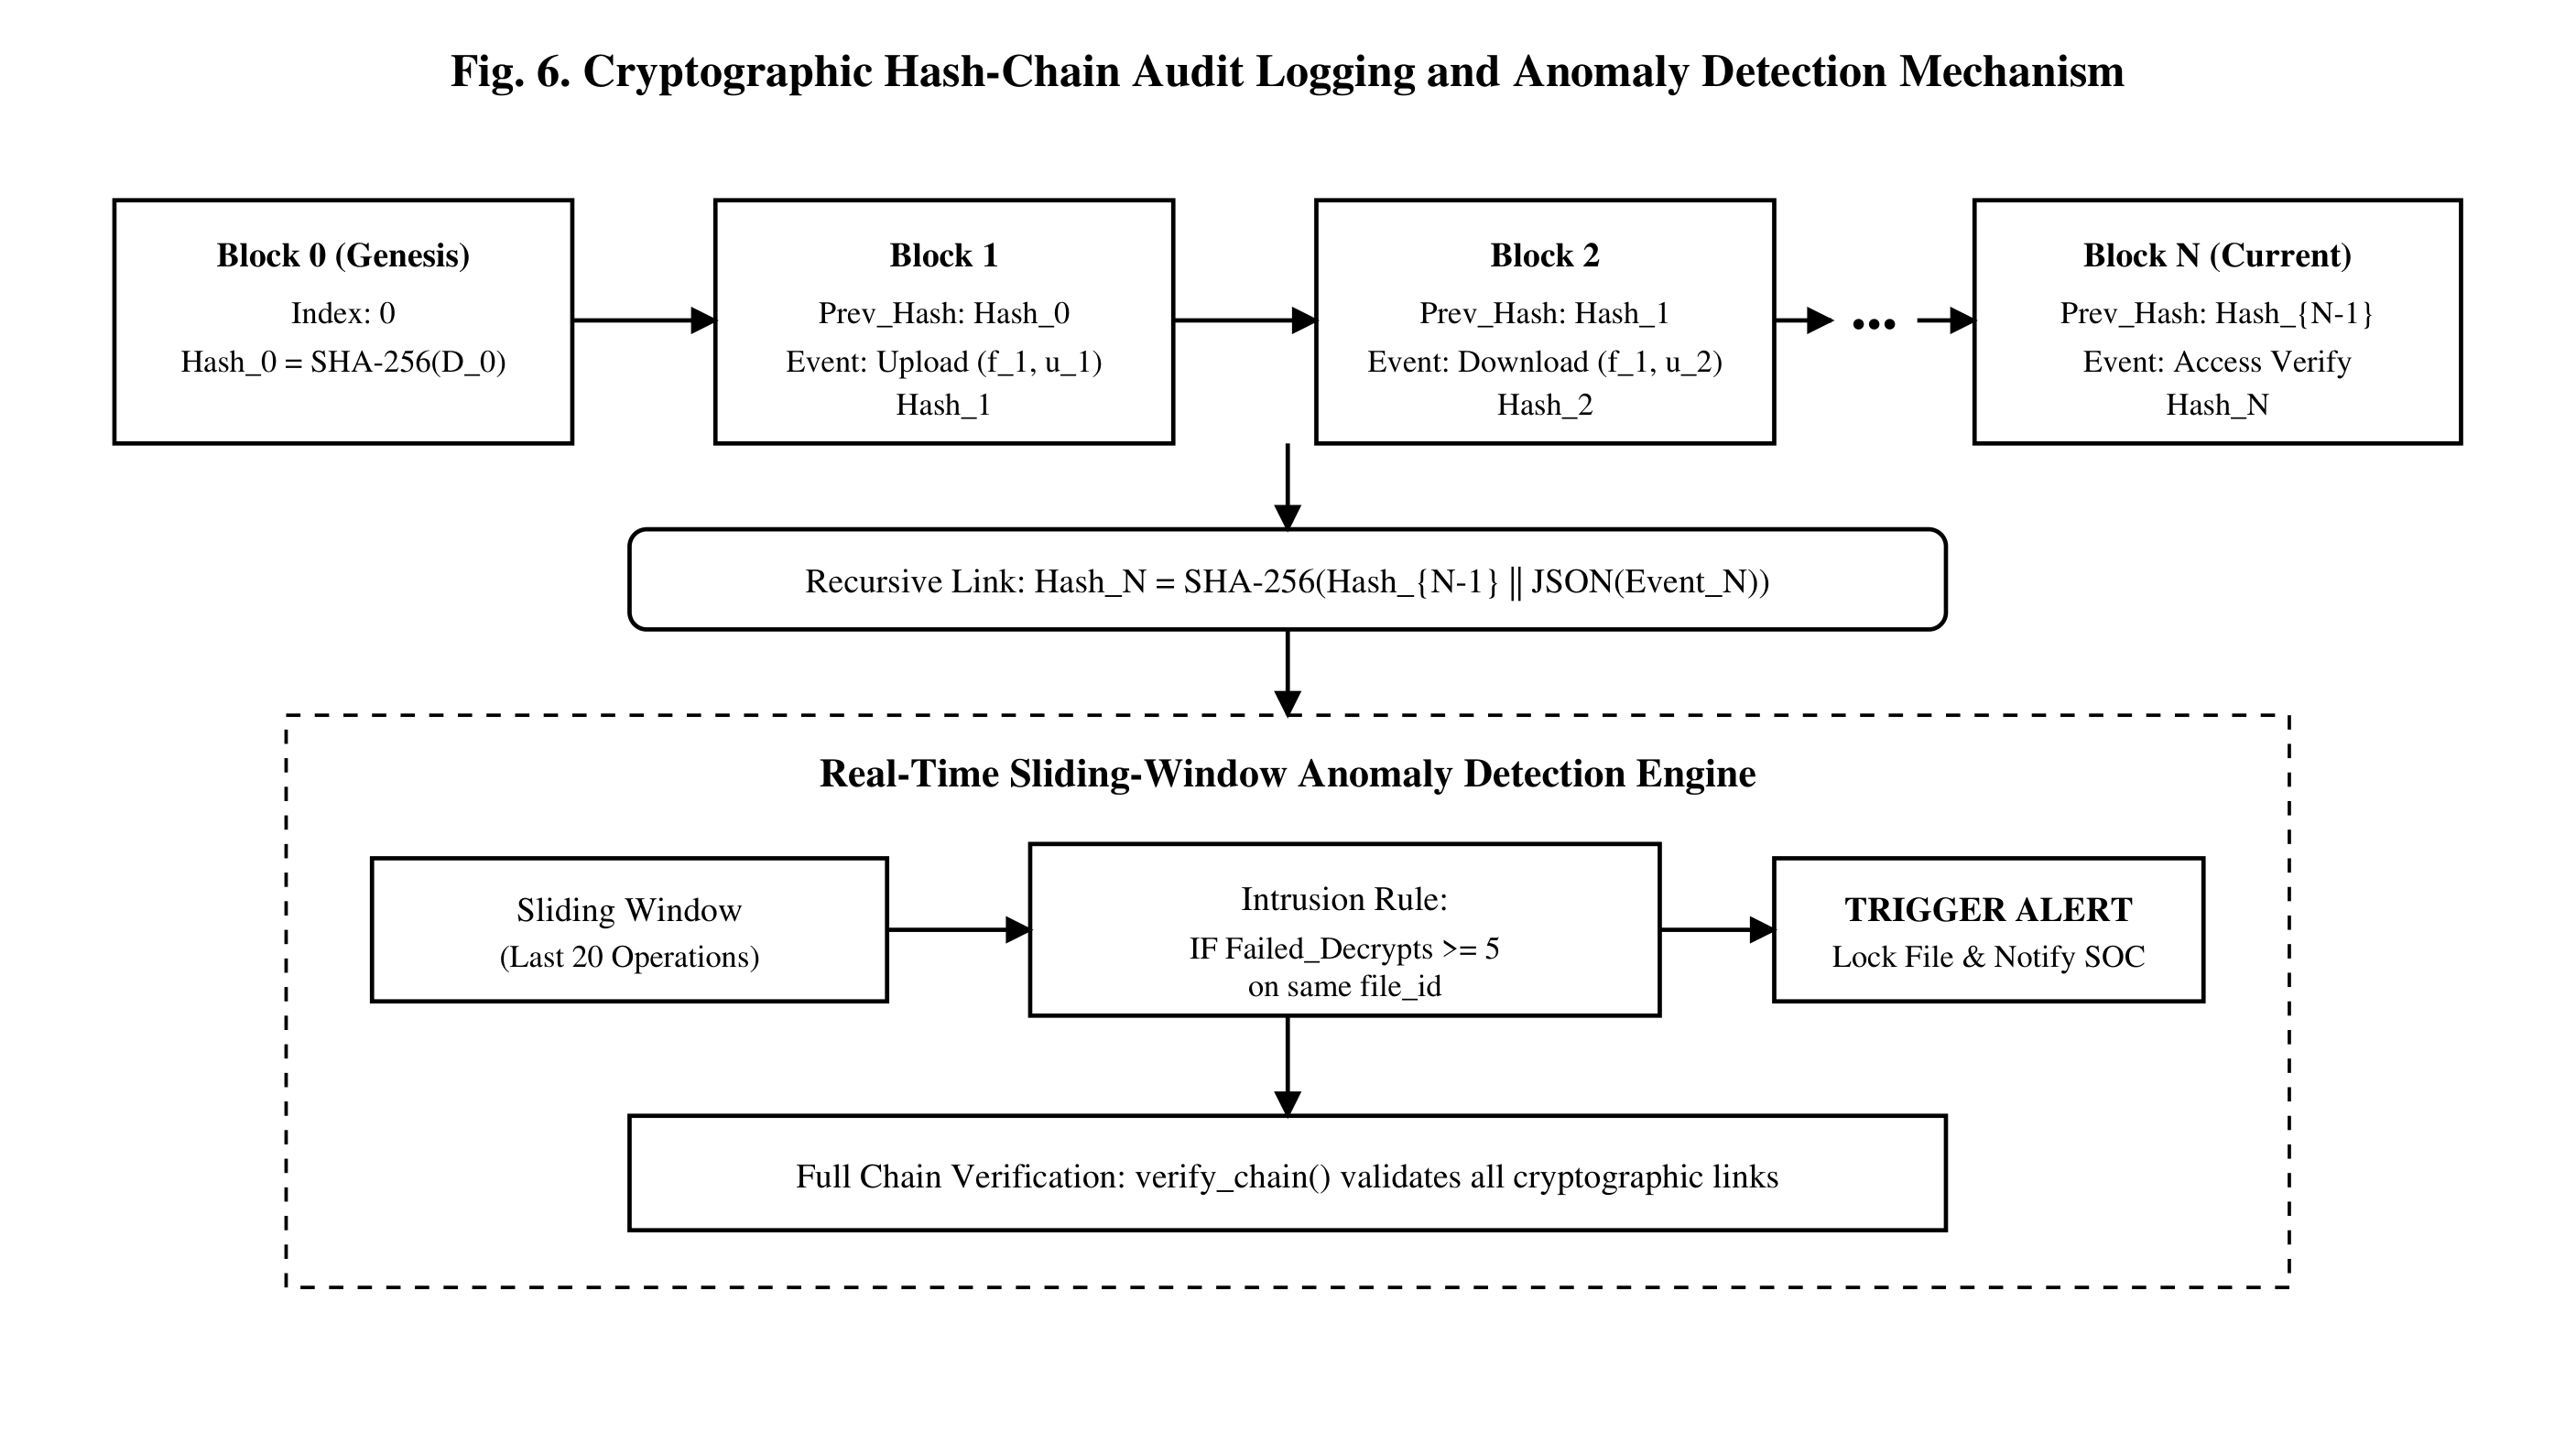 Fig. 6. Cryptographic Hash-Chain Audit Logging and Anomaly Detection Mechanism
Block 0 (Genesis)
Index: 0
Hash_0 = SHA-256(D_0)
Block 1
Prev_Hash: Hash_0
Event: Upload (f_1, u_1)
Hash_1
Block 2
Prev_Hash: Hash_1
Event: Download (f_1, u_2)
Hash_2
...
Block N (Current)
Prev_Hash: Hash_{N-1}
Event: Access Verify
Hash_N
Recursive Link: Hash_N = SHA-256(Hash_{N-1} || JSON(Event_N))
Real-Time Sliding-Window Anomaly Detection Engine
Sliding Window
(Last 20 Operations)
Intrusion Rule:
IF Failed_Decrypts >= 5
on same file_id
TRIGGER ALERT
Lock File & Notify SOC
Full Chain Verification: verify_chain() validates all cryptographic links